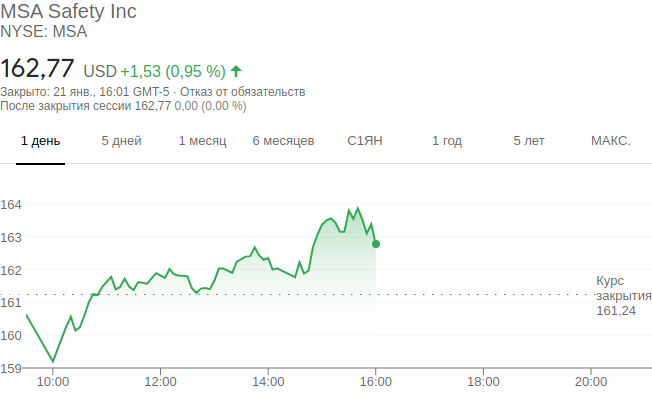 MSA Safety Inc
NYSE: MSA
162,77 USD +1,53 (0,95 %)
Закрыто: 21 янв., 16:01 GMT-5 · Отказ от обязательств
После закрытия сессии 162,77 0,00 (0,00 %)
1 день 5 дней 1 месяц 6 месяцев С1ЯН 1 год 5 лет МАКС.
164
163
162
161
160
159
Курс
закрытия
161,24
10:00 12:00 14:00 16:00 18:00 20:00